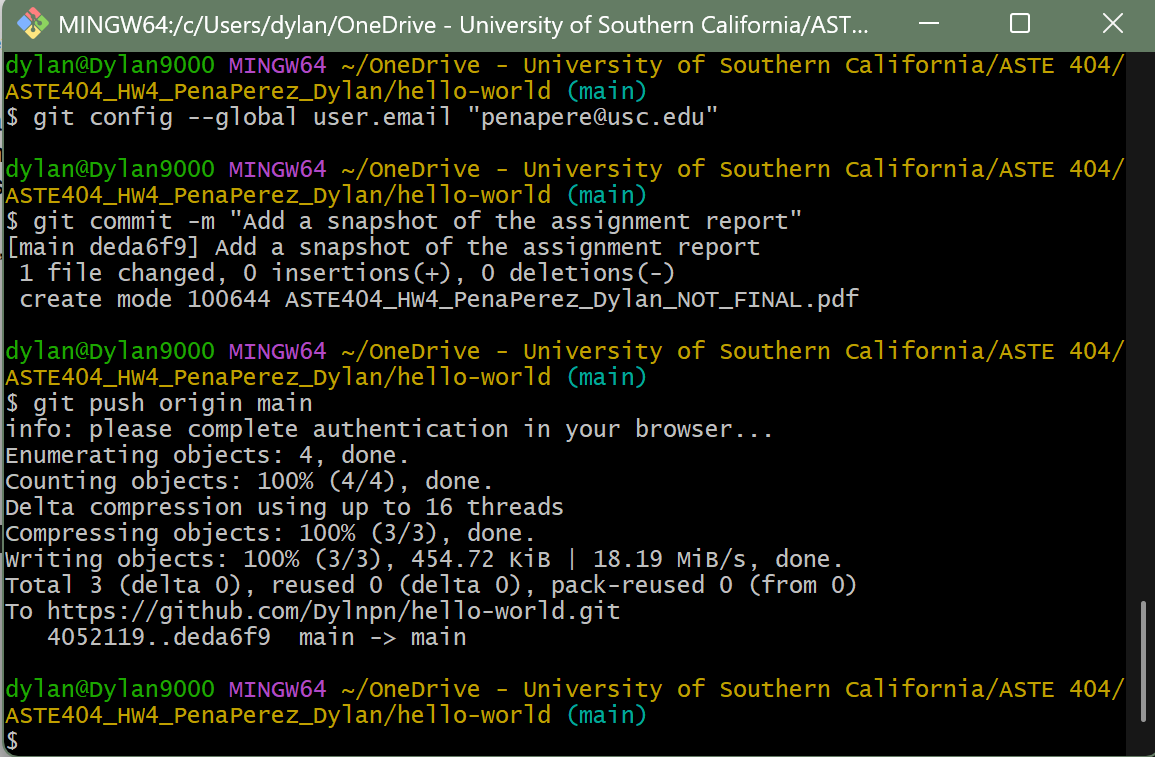 MINGW64:/c/Users/dylan/OneDrive - University of Southern California/AST...
dylan@Dylan9000 MINGW64 ~/OneDrive - University of Southern California/ASTE 404/
ASTE404_HW4_PenaPerez_Dylan/hello-world (main)
$ git config --global user.email "penapere@usc.edu"
dylan@Dylan9000 MINGW64 ~/OneDrive - University of Southern California/ASTE 404/
ASTE404_HW4_PenaPerez_Dylan/hello-world (main)
$ git commit -m "Add a snapshot of the assignment report"
[main deda6f9] Add a snapshot of the assignment report
 1 file changed, 0 insertions(+), 0 deletions(-)
 create mode 100644 ASTE404_HW4_PenaPerez_Dylan_NOT_FINAL.pdf
dylan@Dylan9000 MINGW64 ~/OneDrive - University of Southern California/ASTE 404/
ASTE404_HW4_PenaPerez_Dylan/hello-world (main)
$ git push origin main
info: please complete authentication in your browser...
Enumerating objects: 4, done.
Counting objects: 100% (4/4), done.
Delta compression using up to 16 threads
Compressing objects: 100% (3/3), done.
Writing objects: 100% (3/3), 454.72 KiB | 18.19 MiB/s, done.
Total 3 (delta 0), reused 0 (delta 0), pack-reused 0 (from 0)
To https://github.com/Dylnpn/hello-world.git
   4052119..deda6f9  main -> main
dylan@Dylan9000 MINGW64 ~/OneDrive - University of Southern California/ASTE 404/
ASTE404_HW4_PenaPerez_Dylan/hello-world (main)
$